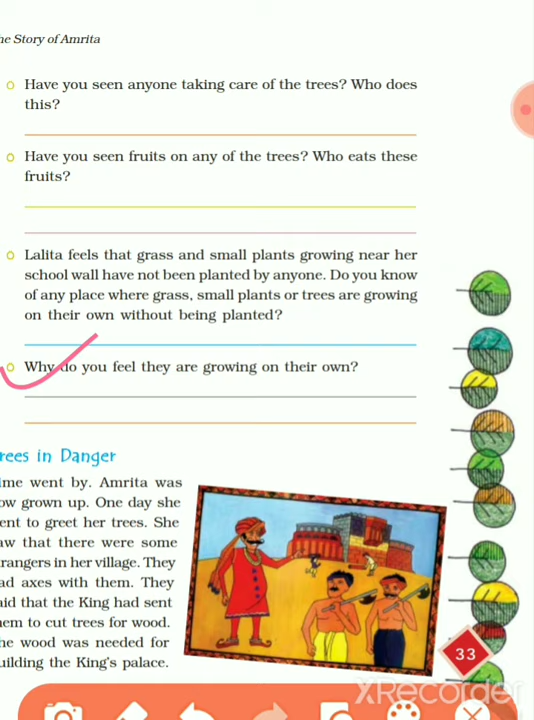 he Story of Amrita
Have you seen anyone taking care of the trees? Who does
this?
Have you seen fruits on any of the trees? Who eats these
fruits?
Lalita feels that grass and small plants growing near her
school wall have not been planted by anyone. Do you know
of any place where grass, small plants or trees are growing
on their own without being planted?
Why do you feel they are growing on their own?
rees in Danger
ime went by. Amrita was
ow grown up. One day she
ent to greet her trees. She
aw that there were some
rangers in her village. They
ad axes with them. They
aid that the King had sent
hem to cut trees for wood.
he wood was needed for
uilding the King's palace.
33
XRecorder